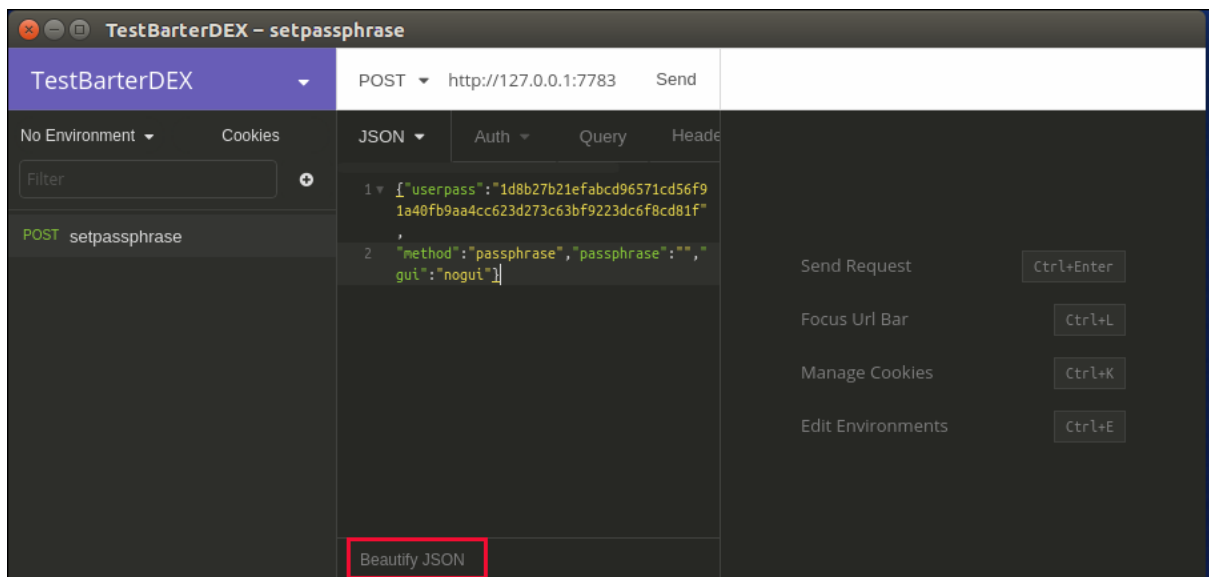 TestBarterDEX – setpassphrase
TestBarterDEX
POST http://127.0.0.1:7783 Send
No Environment Cookies
JSON Auth Query Heade
Filter
POST setpassphrase
1 {"userpass":"1d8b27b21efabcd96571cd56f9
1a40fb9aa4cc623d273c63bf9223dc6f8cd81f"
,
2 "method":"passphrase","passphrase":"","
gui":"nogui"}
Send Request Ctrl+Enter
Focus Url Bar Ctrl+L
Manage Cookies Ctrl+K
Edit Environments Ctrl+E
Beautify JSON